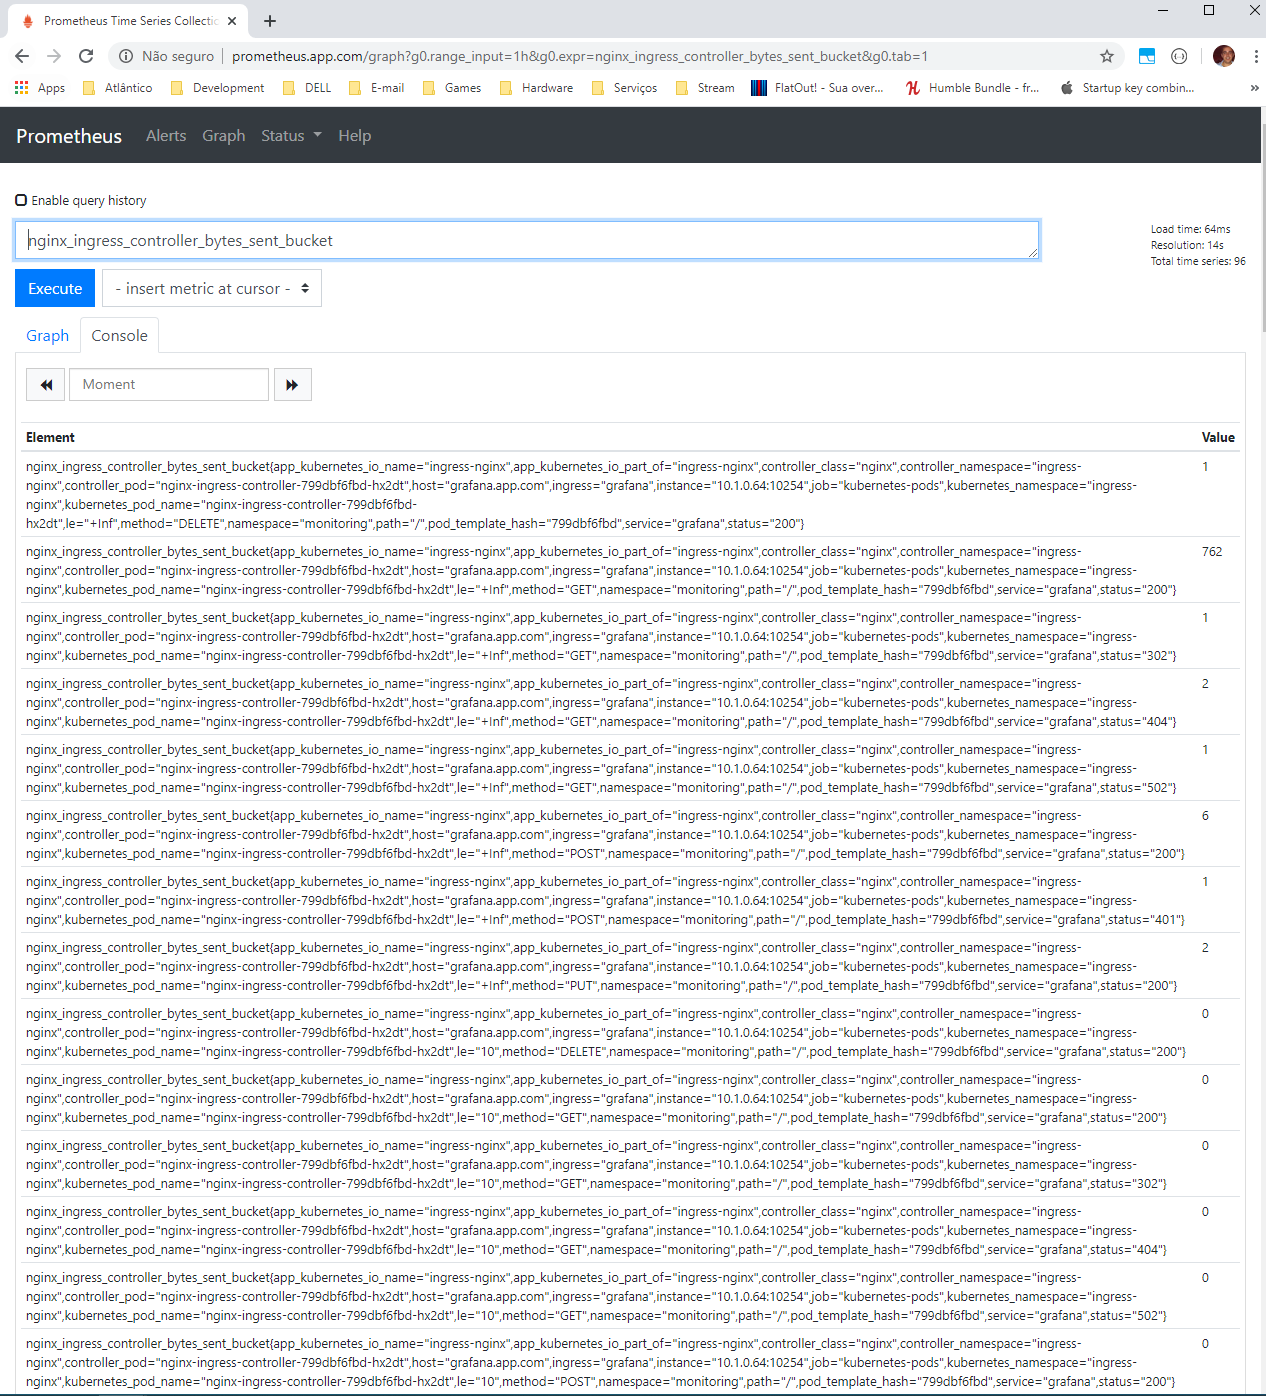 Prometheus Time Series Collectio
Não seguro | prometheus.app.com/graph?g0.range_input=1h&g0.expr=nginx_ingress_controller_bytes_sent_bucket&g0.tab=1
Apps Atlântico Development DELL E-mail Games Hardware Serviços Stream FlatOut! - Sua over... Humble Bundle - fr... Startup key combin... »
Prometheus Alerts Graph Status Help
Enable query history
nginx_ingress_controller_bytes_sent_bucket
Load time: 64ms
Resolution: 14s
Total time series: 96
Execute - insert metric at cursor -
Graph Console
Moment
Element Value
nginx_ingress_controller_bytes_sent_bucket{app_kubernetes_io_name="ingress-nginx",app_kubernetes_io_part_of="ingress-nginx",controller_class="nginx",controller_namespace="ingress- 1
nginx",controller_pod="nginx-ingress-controller-799dbf6fbd-hx2dt",host="grafana.app.com",ingress="grafana",instance="10.1.0.64:10254",job="kubernetes-pods",kubernetes_namespace="ingress-
nginx",kubernetes_pod_name="nginx-ingress-controller-799dbf6fbd-
hx2dt",le="+Inf",method="DELETE",namespace="monitoring",path="/",pod_template_hash="799dbf6fbd",service="grafana",status="200"}
nginx_ingress_controller_bytes_sent_bucket{app_kubernetes_io_name="ingress-nginx",app_kubernetes_io_part_of="ingress-nginx",controller_class="nginx",controller_namespace="ingress- 762
nginx",controller_pod="nginx-ingress-controller-799dbf6fbd-hx2dt",host="grafana.app.com",ingress="grafana",instance="10.1.0.64:10254",job="kubernetes-pods",kubernetes_namespace="ingress-
nginx",kubernetes_pod_name="nginx-ingress-controller-799dbf6fbd-hx2dt",le="+Inf",method="GET",namespace="monitoring",path="/",pod_template_hash="799dbf6fbd",service="grafana",status="200"}
nginx_ingress_controller_bytes_sent_bucket{app_kubernetes_io_name="ingress-nginx",app_kubernetes_io_part_of="ingress-nginx",controller_class="nginx",controller_namespace="ingress- 1
nginx",controller_pod="nginx-ingress-controller-799dbf6fbd-hx2dt",host="grafana.app.com",ingress="grafana",instance="10.1.0.64:10254",job="kubernetes-pods",kubernetes_namespace="ingress-
nginx",kubernetes_pod_name="nginx-ingress-controller-799dbf6fbd-hx2dt",le="+Inf",method="GET",namespace="monitoring",path="/",pod_template_hash="799dbf6fbd",service="grafana",status="302"}
nginx_ingress_controller_bytes_sent_bucket{app_kubernetes_io_name="ingress-nginx",app_kubernetes_io_part_of="ingress-nginx",controller_class="nginx",controller_namespace="ingress- 2
nginx",controller_pod="nginx-ingress-controller-799dbf6fbd-hx2dt",host="grafana.app.com",ingress="grafana",instance="10.1.0.64:10254",job="kubernetes-pods",kubernetes_namespace="ingress-
nginx",kubernetes_pod_name="nginx-ingress-controller-799dbf6fbd-hx2dt",le="+Inf",method="GET",namespace="monitoring",path="/",pod_template_hash="799dbf6fbd",service="grafana",status="404"}
nginx_ingress_controller_bytes_sent_bucket{app_kubernetes_io_name="ingress-nginx",app_kubernetes_io_part_of="ingress-nginx",controller_class="nginx",controller_namespace="ingress- 1
nginx",controller_pod="nginx-ingress-controller-799dbf6fbd-hx2dt",host="grafana.app.com",ingress="grafana",instance="10.1.0.64:10254",job="kubernetes-pods",kubernetes_namespace="ingress-
nginx",kubernetes_pod_name="nginx-ingress-controller-799dbf6fbd-hx2dt",le="+Inf",method="GET",namespace="monitoring",path="/",pod_template_hash="799dbf6fbd",service="grafana",status="502"}
nginx_ingress_controller_bytes_sent_bucket{app_kubernetes_io_name="ingress-nginx",app_kubernetes_io_part_of="ingress-nginx",controller_class="nginx",controller_namespace="ingress- 6
nginx",controller_pod="nginx-ingress-controller-799dbf6fbd-hx2dt",host="grafana.app.com",ingress="grafana",instance="10.1.0.64:10254",job="kubernetes-pods",kubernetes_namespace="ingress-
nginx",kubernetes_pod_name="nginx-ingress-controller-799dbf6fbd-hx2dt",le="+Inf",method="POST",namespace="monitoring",path="/",pod_template_hash="799dbf6fbd",service="grafana",status="200"}
nginx_ingress_controller_bytes_sent_bucket{app_kubernetes_io_name="ingress-nginx",app_kubernetes_io_part_of="ingress-nginx",controller_class="nginx",controller_namespace="ingress- 1
nginx",controller_pod="nginx-ingress-controller-799dbf6fbd-hx2dt",host="grafana.app.com",ingress="grafana",instance="10.1.0.64:10254",job="kubernetes-pods",kubernetes_namespace="ingress-
nginx",kubernetes_pod_name="nginx-ingress-controller-799dbf6fbd-hx2dt",le="+Inf",method="POST",namespace="monitoring",path="/",pod_template_hash="799dbf6fbd",service="grafana",status="401"}
nginx_ingress_controller_bytes_sent_bucket{app_kubernetes_io_name="ingress-nginx",app_kubernetes_io_part_of="ingress-nginx",controller_class="nginx",controller_namespace="ingress- 2
nginx",controller_pod="nginx-ingress-controller-799dbf6fbd-hx2dt",host="grafana.app.com",ingress="grafana",instance="10.1.0.64:10254",job="kubernetes-pods",kubernetes_namespace="ingress-
nginx",kubernetes_pod_name="nginx-ingress-controller-799dbf6fbd-hx2dt",le="+Inf",method="PUT",namespace="monitoring",path="/",pod_template_hash="799dbf6fbd",service="grafana",status="200"}
nginx_ingress_controller_bytes_sent_bucket{app_kubernetes_io_name="ingress-nginx",app_kubernetes_io_part_of="ingress-nginx",controller_class="nginx",controller_namespace="ingress- 0
nginx",controller_pod="nginx-ingress-controller-799dbf6fbd-hx2dt",host="grafana.app.com",ingress="grafana",instance="10.1.0.64:10254",job="kubernetes-pods",kubernetes_namespace="ingress-
nginx",kubernetes_pod_name="nginx-ingress-controller-799dbf6fbd-hx2dt",le="10",method="DELETE",namespace="monitoring",path="/",pod_template_hash="799dbf6fbd",service="grafana",status="200"}
nginx_ingress_controller_bytes_sent_bucket{app_kubernetes_io_name="ingress-nginx",app_kubernetes_io_part_of="ingress-nginx",controller_class="nginx",controller_namespace="ingress- 0
nginx",controller_pod="nginx-ingress-controller-799dbf6fbd-hx2dt",host="grafana.app.com",ingress="grafana",instance="10.1.0.64:10254",job="kubernetes-pods",kubernetes_namespace="ingress-
nginx",kubernetes_pod_name="nginx-ingress-controller-799dbf6fbd-hx2dt",le="10",method="GET",namespace="monitoring",path="/",pod_template_hash="799dbf6fbd",service="grafana",status="200"}
nginx_ingress_controller_bytes_sent_bucket{app_kubernetes_io_name="ingress-nginx",app_kubernetes_io_part_of="ingress-nginx",controller_class="nginx",controller_namespace="ingress- 0
nginx",controller_pod="nginx-ingress-controller-799dbf6fbd-hx2dt",host="grafana.app.com",ingress="grafana",instance="10.1.0.64:10254",job="kubernetes-pods",kubernetes_namespace="ingress-
nginx",kubernetes_pod_name="nginx-ingress-controller-799dbf6fbd-hx2dt",le="10",method="GET",namespace="monitoring",path="/",pod_template_hash="799dbf6fbd",service="grafana",status="302"}
nginx_ingress_controller_bytes_sent_bucket{app_kubernetes_io_name="ingress-nginx",app_kubernetes_io_part_of="ingress-nginx",controller_class="nginx",controller_namespace="ingress- 0
nginx",controller_pod="nginx-ingress-controller-799dbf6fbd-hx2dt",host="grafana.app.com",ingress="grafana",instance="10.1.0.64:10254",job="kubernetes-pods",kubernetes_namespace="ingress-
nginx",kubernetes_pod_name="nginx-ingress-controller-799dbf6fbd-hx2dt",le="10",method="GET",namespace="monitoring",path="/",pod_template_hash="799dbf6fbd",service="grafana",status="404"}
nginx_ingress_controller_bytes_sent_bucket{app_kubernetes_io_name="ingress-nginx",app_kubernetes_io_part_of="ingress-nginx",controller_class="nginx",controller_namespace="ingress- 0
nginx",controller_pod="nginx-ingress-controller-799dbf6fbd-hx2dt",host="grafana.app.com",ingress="grafana",instance="10.1.0.64:10254",job="kubernetes-pods",kubernetes_namespace="ingress-
nginx",kubernetes_pod_name="nginx-ingress-controller-799dbf6fbd-hx2dt",le="10",method="GET",namespace="monitoring",path="/",pod_template_hash="799dbf6fbd",service="grafana",status="502"}
nginx_ingress_controller_bytes_sent_bucket{app_kubernetes_io_name="ingress-nginx",app_kubernetes_io_part_of="ingress-nginx",controller_class="nginx",controller_namespace="ingress- 0
nginx",controller_pod="nginx-ingress-controller-799dbf6fbd-hx2dt",host="grafana.app.com",ingress="grafana",instance="10.1.0.64:10254",job="kubernetes-pods",kubernetes_namespace="ingress-
nginx",kubernetes_pod_name="nginx-ingress-controller-799dbf6fbd-hx2dt",le="10",method="POST",namespace="monitoring",path="/",pod_template_hash="799dbf6fbd",service="grafana",status="200"}